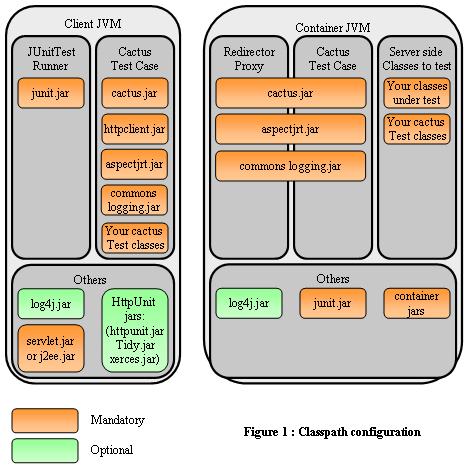 Client JVM
JUnitTest
Runner
junit.jar
Cactus
Test Case
cactus.jar
httpclient.jar
aspectjrt.jar
commons
logging.jar
Your cactus
Test classes
Others
log4j.jar
servlet.jar
or j2ee.jar
HttpUnit
jars:
(httpunit.jar
Tidy.jar
xerces.jar)
Container JVM
Redirector
Proxy
Cactus
Test Case
Server side
Classes to test
cactus.jar
aspectjrt.jar
commons logging.jar
Your classes
under test
Your cactus
Test classes
Others
log4j.jar
junit.jar
container
jars
Mandatory
Optional
Figure 1 : Classpath configuration